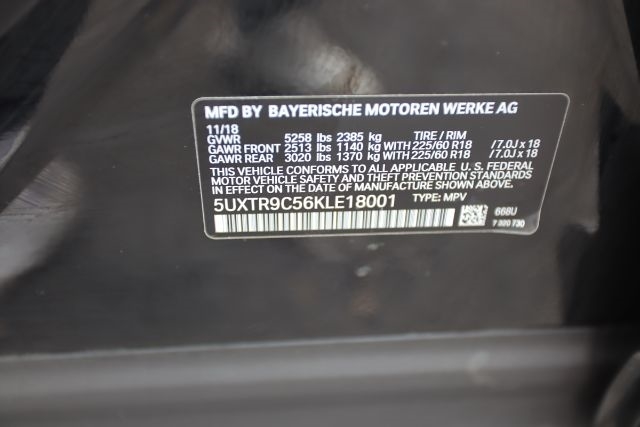 MFD BY BAYERISCHE MOTOREN WERKE AG
11/18
GVWR 5258 lbs 2385 kg TIRE / RIM
GAWR FRONT 2513 lbs 1140 kg WITH 225/60 R18 /7.0J x 18
GAWR REAR 3020 lbs 1370 kg WITH 225/60 R18 /7.0J x 18
THIS VEHICLE CONFORMS TO ALL APPLICABLE U. S. FEDERAL
MOTOR VEHICLE SAFETY AND THEFT PREVENTION STANDARDS
IN EFFECT ON THE DATE OF MANUFACTURE SHOWN ABOVE.
5UXTR9C56KLE18001 TYPE: MPV
668U
7 920 730